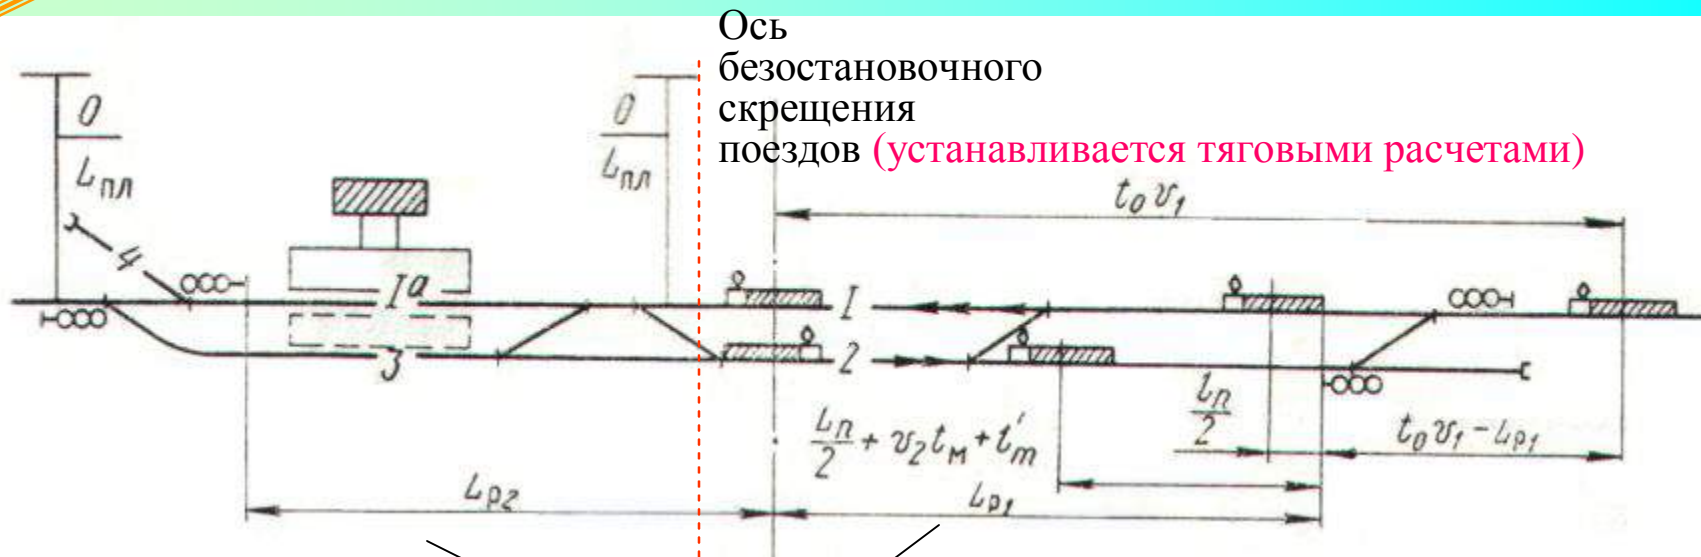 Ось
безостановочного
скрещения
поездов (устанавливается тяговыми расчетами)
0
Lпл
0
Lпл
t₀v₁
4
Iа
I
3
2
Lп/2 + v₂tм + l'т
Lп/2
t₀v₁ - Lр1
Lр2
Lр1